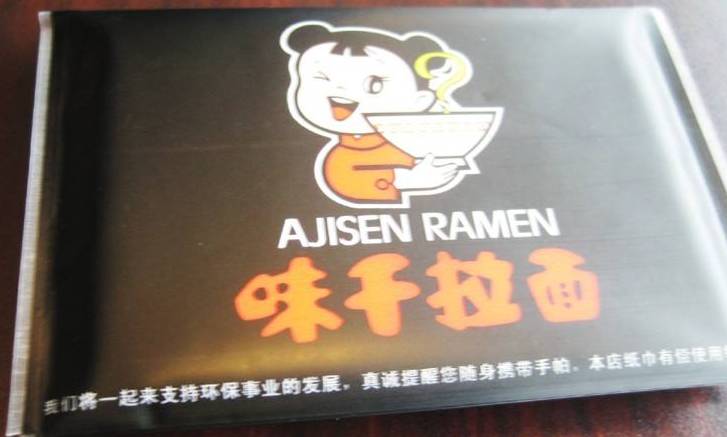 AJISEN RAMEN
味千拉面
我们将一起来支持环保事业的发展。真诚提醒您随身携带手帕。本店纸巾有偿使用